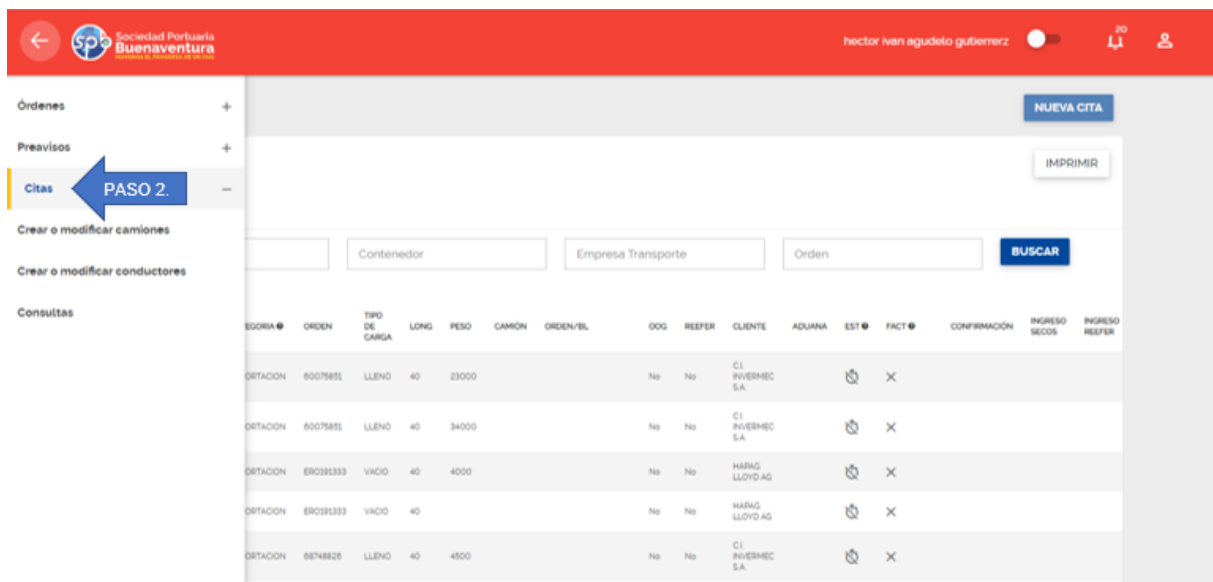 spb Sociedad Portuaria
Buenaventura
hector ivan agudelo gutierrerz
20
Órdenes +
NUEVA CITA
Preavisos +
IMPRIMIR
Citas PASO 2. −
Crear o modificar camiones
Contenedor Empresa Transporte Orden BUSCAR
Crear o modificar conductores
Consultas
EGORIA ORDEN TIPO DE CARGA LONG PESO CAMIÓN ORDEN/BL OOG REEFER CLIENTE ADUANA EST FACT CONFIRMACIÓN INGRESO SECOS INGRESO REEFER
ORTACION 60075851 LLENO 40 23000 No No C.I. INVERMEC S.A.
ORTACION 60075851 LLENO 40 34000 No No C.I. INVERMEC S.A.
ORTACION ERO191333 VACIO 40 4000 No No HAPAG LLOYD AG
ORTACION ERO191333 VACIO 40 No No HAPAG LLOYD AG
ORTACION 68748826 LLENO 40 4500 No No C.I. INVERMEC S.A.